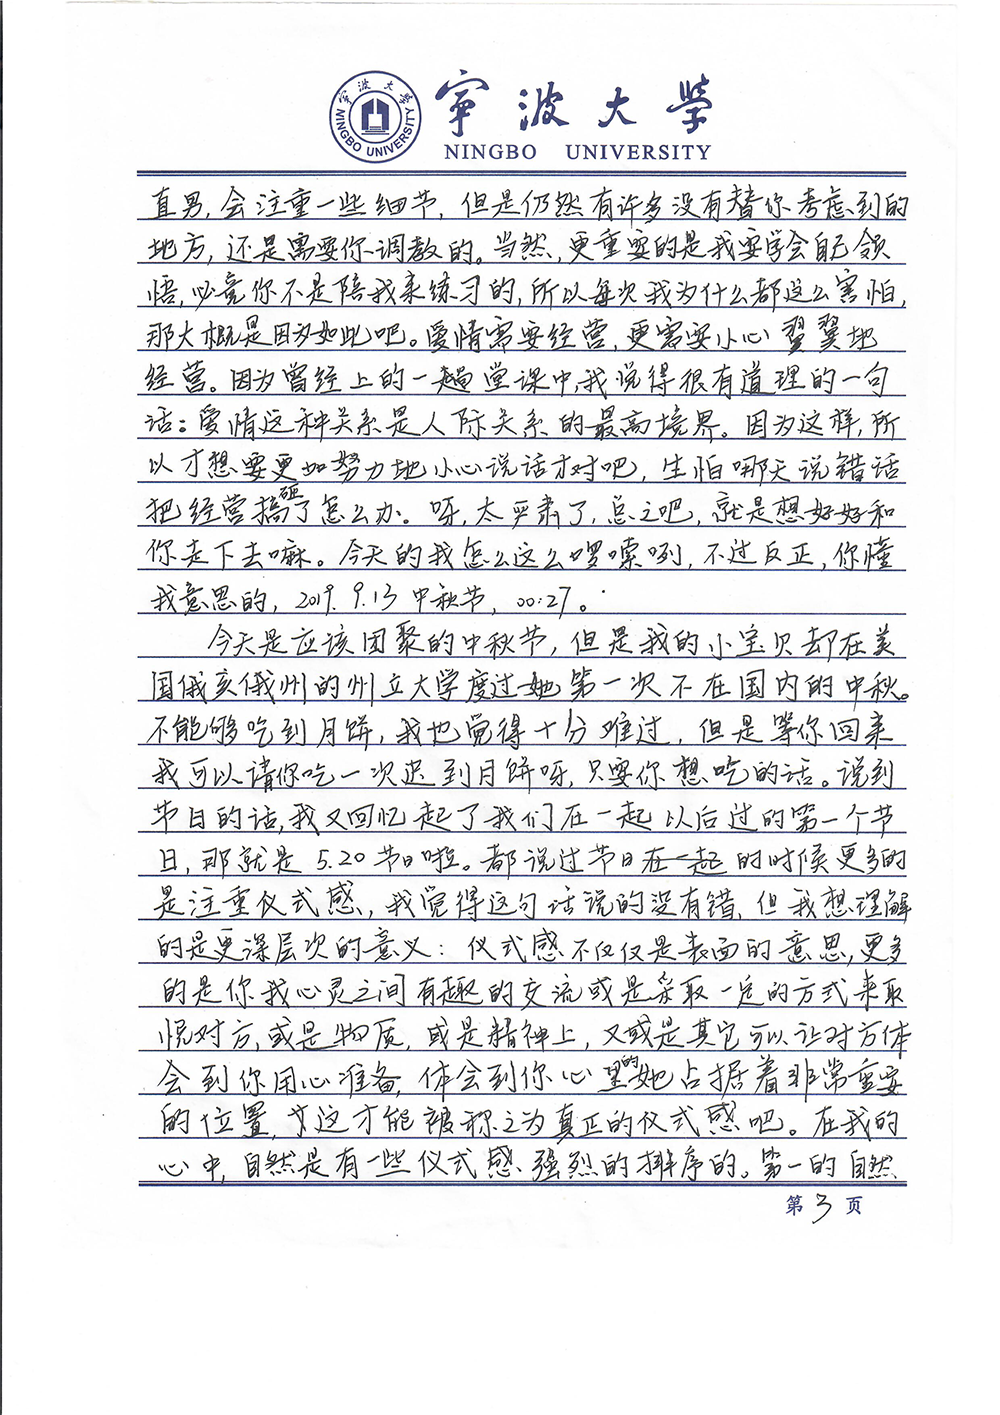 宁波大学
NINGBO UNIVERSITY
宁波大学
NINGBO UNIVERSITY
直男,会注重一些细节,但是仍然有许多没有替你考虑到的
地方,还是需要你调教的。当然,更重要的是我要学会自己领
悟,必竟你不是陪我来练习的,所以每次我为什么都这么害怕,
那大概是因为如此吧。爱情需要经营,更需要小心翼翼地
经营。因为曾经上的一堂课中,我觉得很有道理的一句
话:爱情这种关系是人际关系的最高境界。因为这样,所
以才想要更加努力地小心说话才对吧,生怕哪天说错话
把经营搞砸了怎么办。呀,太严肃了,总之吧,就是想好好和
你走下去嘛。今天的我怎么这么啰嗦咧,不过反正,你懂
我意思的,2019.9.13中秋节,00:27。
今天是应该团聚的中秋节,但是我的小宝贝却在美
国俄亥俄州的州立大学度过她第一次不在国内的中秋。
不能够吃到月饼,我也觉得十分难过,但是等你回来
我可以请你吃一次迟到月饼呀,只要你想吃的话。说到
节日的话,我又回忆起了我们在一起以后过的第一个节
日,那就是5.20节日啦。都说过节日在一起的时候更多的
是注重仪式感,我觉得这句话说的没有错,但我想理解
的是更深层次的意义:仪式感不仅仅是表面的意思,更多
的是你我心灵之间有趣的交流或是采取一定的方式来取
悦对方,或是物质,或是精神上,又或是其它可以让对方体
会到你用心准备,体会到你心里的她占据着非常重要
的位置,这才能被称之为真正的仪式感吧。在我的
心中,自然是有一些仪式感强烈的排序的。第一的自然
第3页